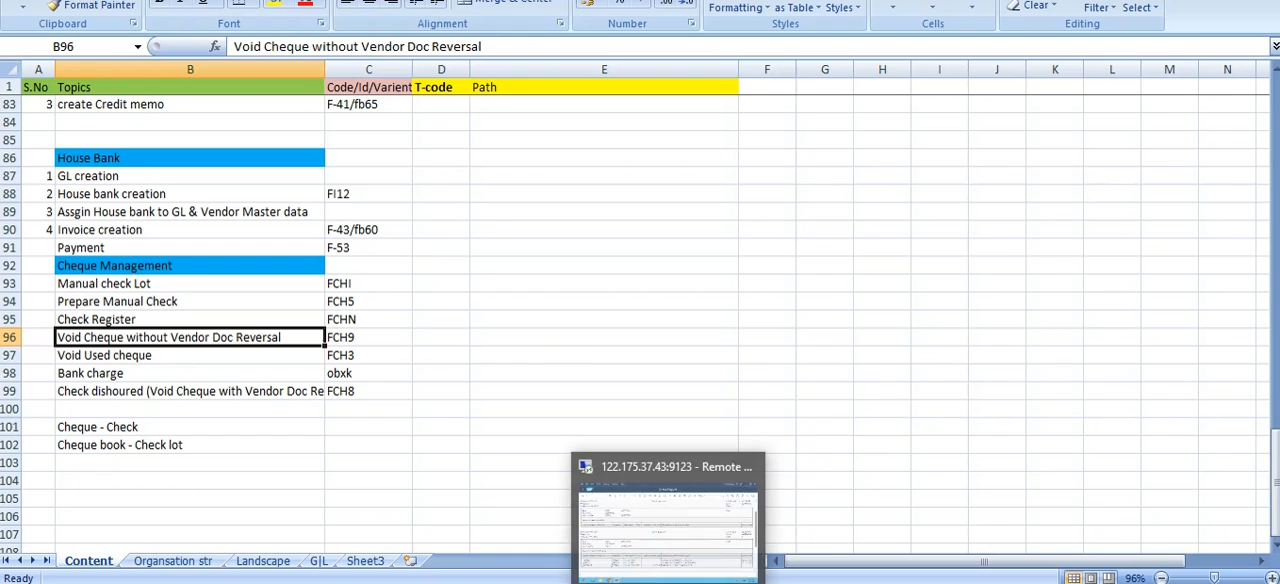 Format Painter
Merge & Center
Formatting as Table Styles
Clear
Filter Select
Clipboard Font Alignment Number Styles Cells Editing
B96 fx Void Cheque without Vendor Doc Reversal
A B C D E F G H I J K L M N
1 S.No Topics Code/Id/Varient T-code Path
83 3 create Credit memo F-41/fb65
84
85
86 House Bank
87 1 GL creation
88 2 House bank creation FI12
89 3 Assgin House bank to GL & Vendor Master data
90 4 Invoice creation F-43/fb60
91 Payment F-53
92 Cheque Management
93 Manual check Lot FCHI
94 Prepare Manual Check FCH5
95 Check Register FCHN
96 Void Cheque without Vendor Doc Reversal FCH9
97 Void Used cheque FCH3
98 Bank charge obxk
99 Check dishoured (Void Cheque with Vendor Doc Re FCH8
100
101 Cheque - Check
102 Cheque book - Check lot
103
104
105
106
107
108
122.175.37.43:9123 - Remote ...
Content Organsation str Landscape G|L Sheet3
Ready 96%